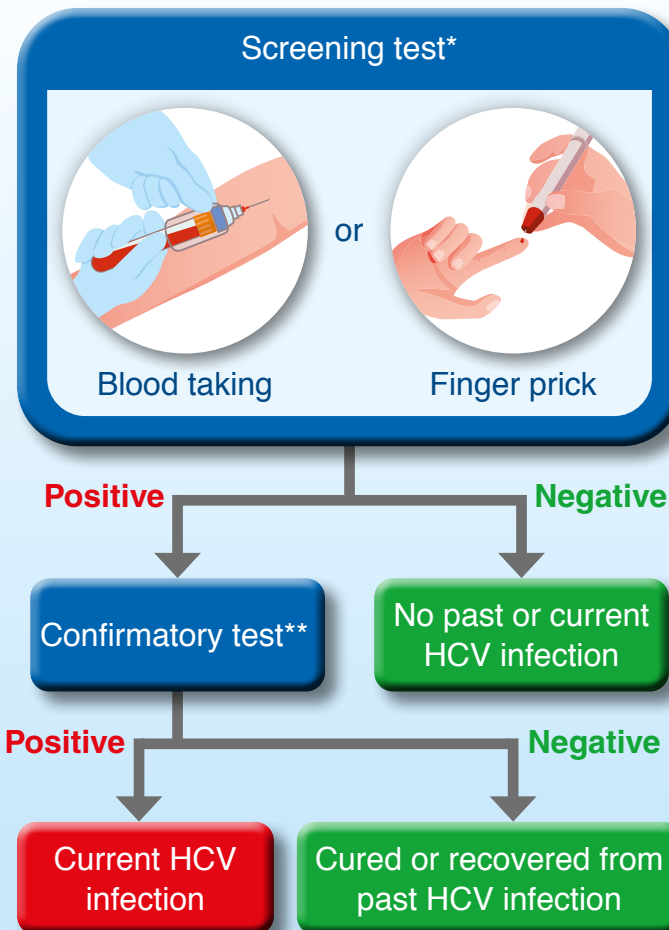 Screening test*
or
Blood taking
Finger prick
Positive
Negative
Confirmatory test**
No past or current
HCV infection
Positive
Negative
Current HCV
infection
Cured or recovered from
past HCV infection